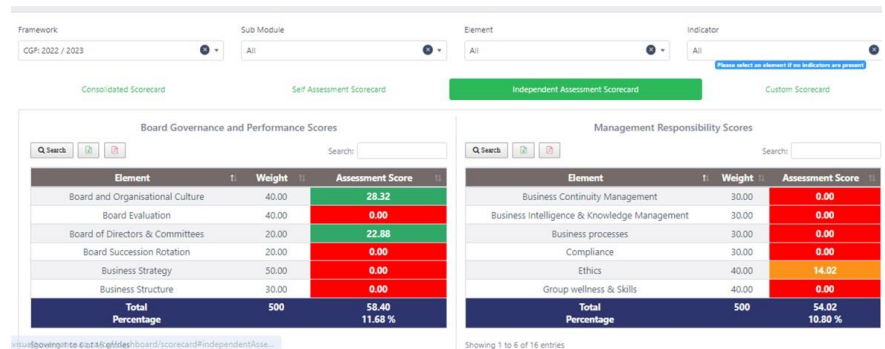 Framework Sub Module Element Indicator
CGF: 2022 / 2023 All All All
Please select an element if no indicators are present
Consolidated Scorecard Self Assessment Scorecard Independent Assessment Scorecard Custom Scorecard
Board Governance and Performance Scores
Search Search:
Element Weight Assessment Score
Board and Organisational Culture 40.00 28.32
Board Evaluation 40.00 0.00
Board of Directors & Committees 20.00 22.88
Board Succession Rotation 20.00 0.00
Business Strategy 50.00 0.00
Business Structure 30.00 0.00
Total 500 58.40
Percentage 11.68 %
Management Responsibility Scores
Search Search:
Element Weight Assessment Score
Business Continuity Management 30.00 0.00
Business Intelligence & Knowledge Management 30.00 0.00
Business processes 30.00 0.00
Compliance 30.00 0.00
Ethics 40.00 14.02
Group wellness & Skills 40.00 0.00
Total 500 54.02
Percentage 10.80 %
Showing 1 to 6 of 16 entries